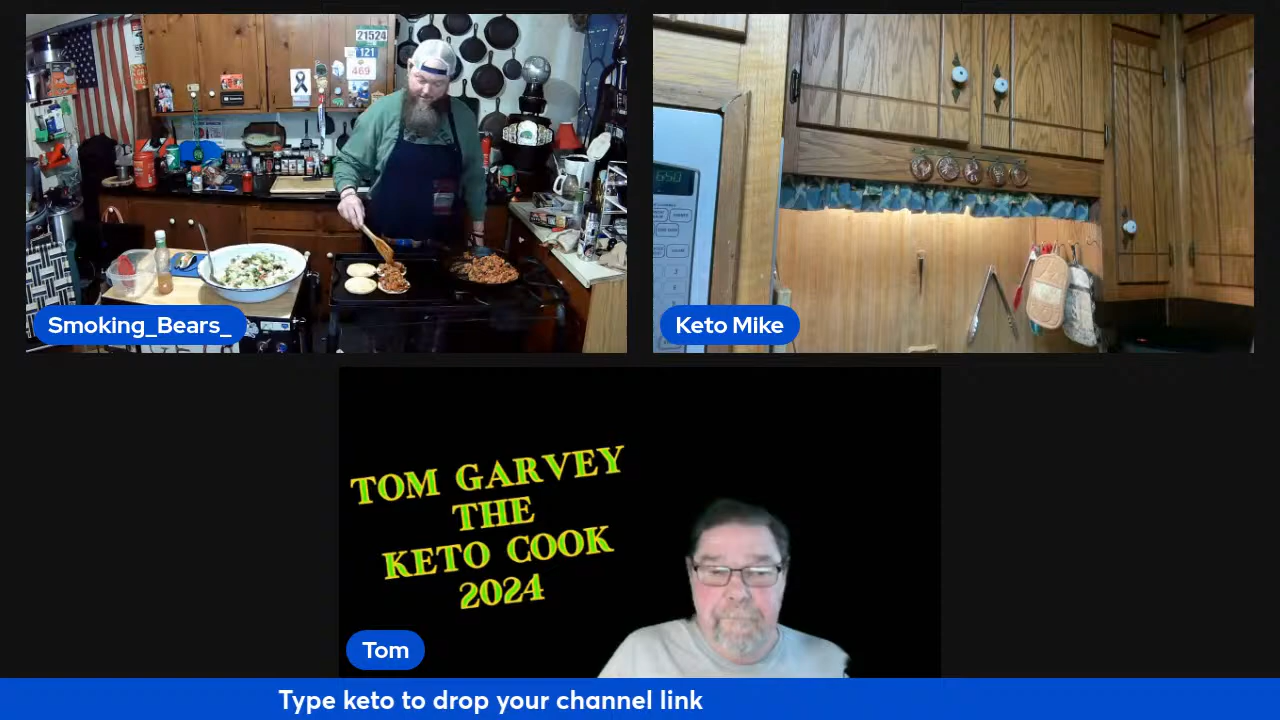 21524
121
469
Smoking_Bears_
650
Keto Mike
TOM GARVEY
THE
KETO COOK
2024
Tom
Type keto to drop your channel link